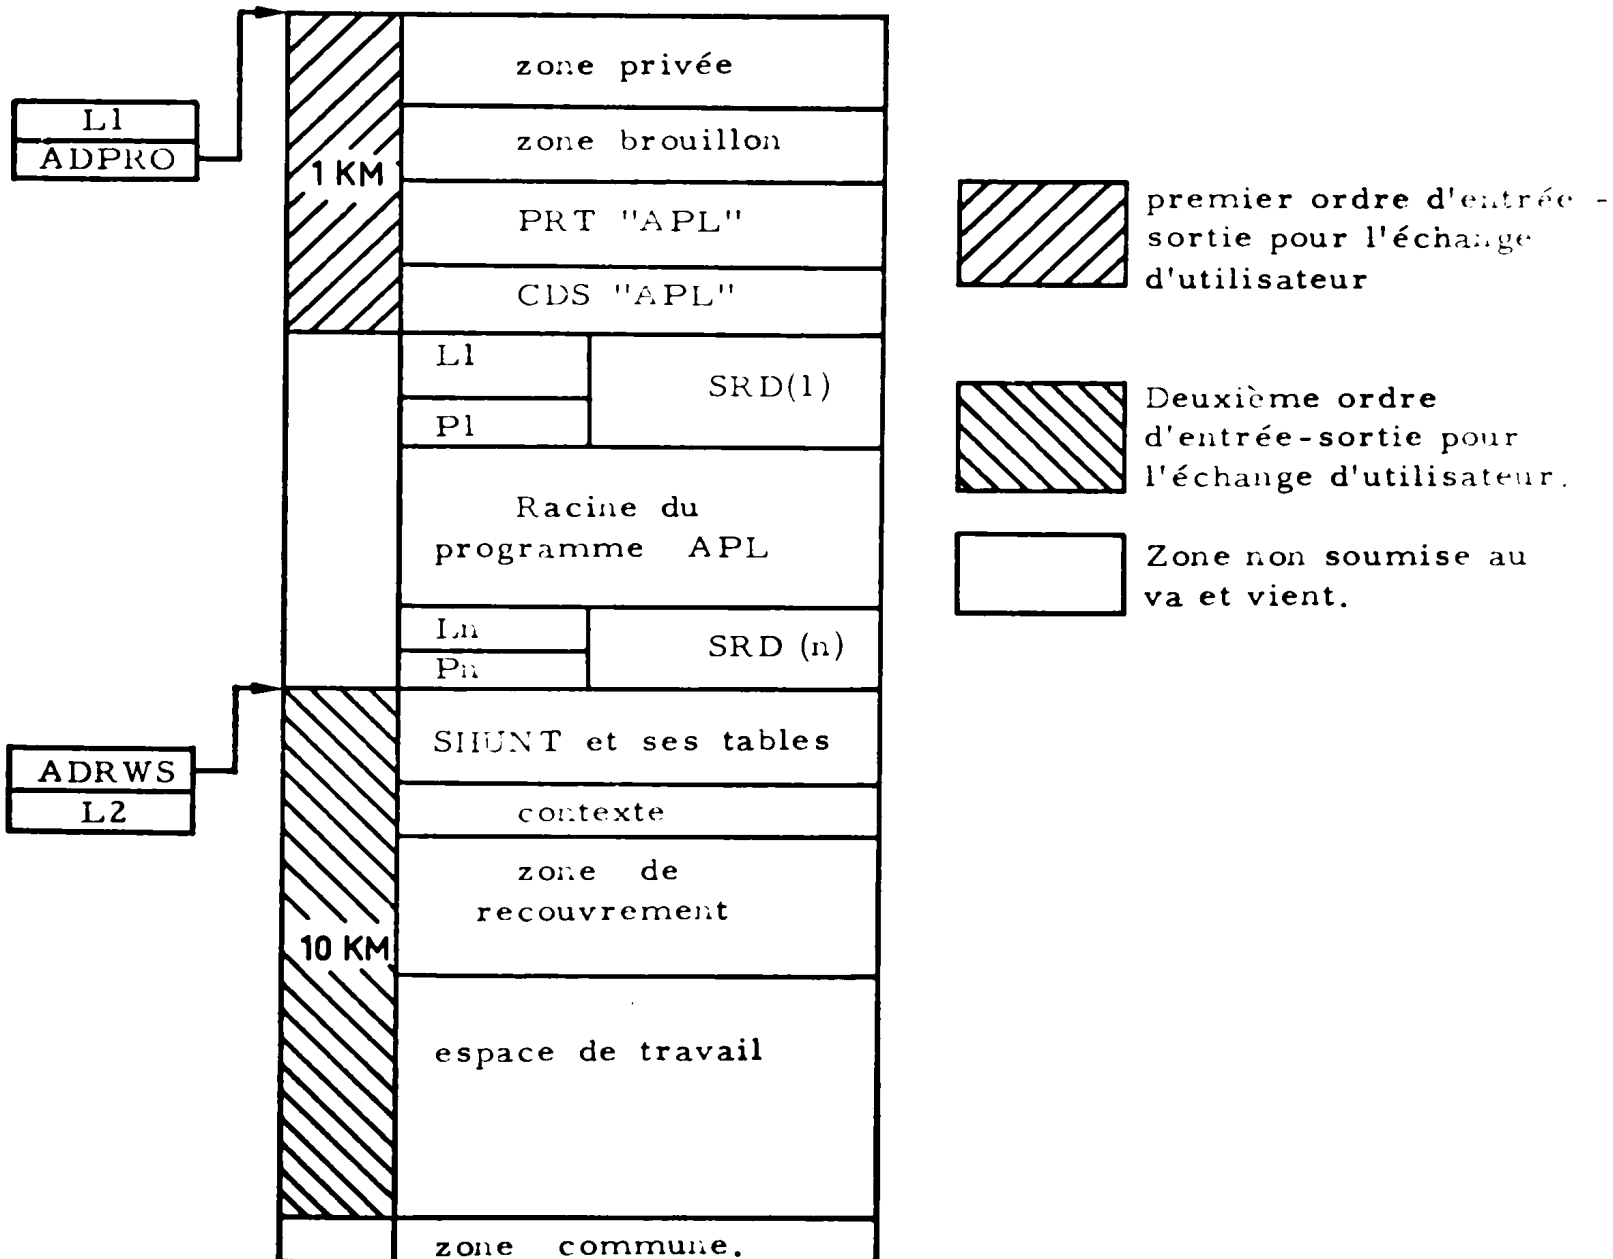 zone privée
L1
ADPRO
zone brouillon
1 KM
PRT "APL"
CDS "APL"
L1
SRD(1)
P1
Racine du
programme APL
Ln
SRD (n)
Pn
SHUNT et ses tables
ADRWS
L2
contexte
zone de
recouvrement
10 KM
espace de travail
zone commune.
premier ordre d'entrée -
sortie pour l'échange
d'utilisateur
Deuxième ordre
d'entrée-sortie pour
l'échange d'utilisateur.
Zone non soumise au
va et vient.